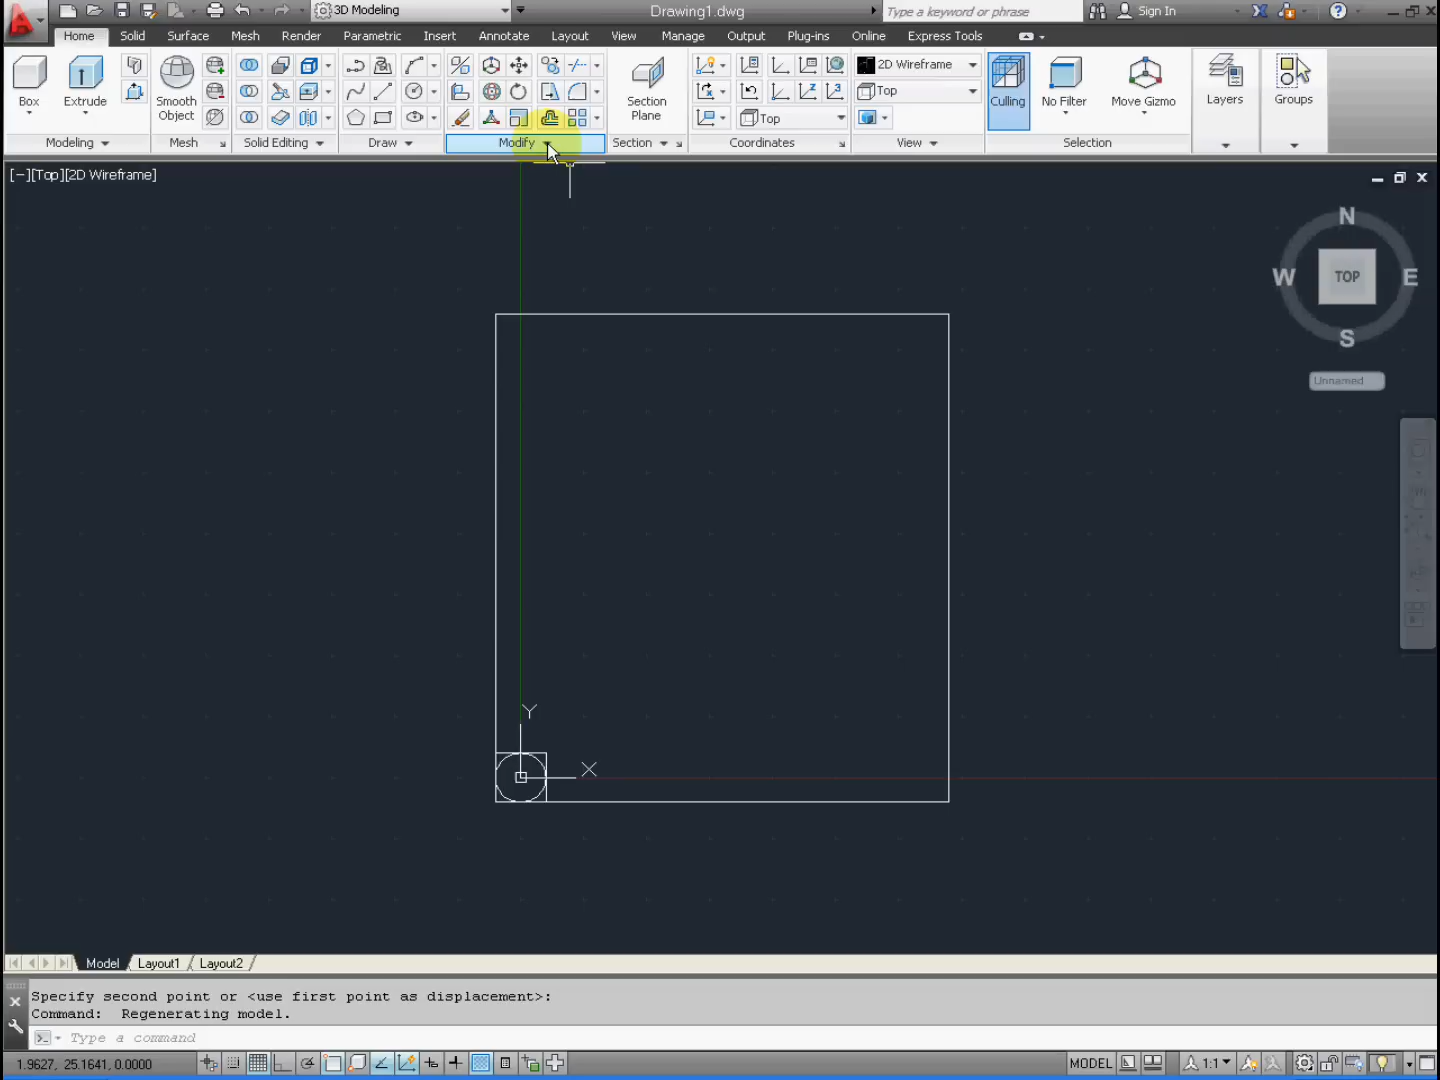 3D Modeling
Drawing1.dwg
Type a keyword or phrase
Sign In
Home Solid Surface Mesh Render Parametric Insert Annotate Layout View Manage Output Plug-ins Online Express Tools
Box
Extrude
Smooth
Object
Section
Plane
2D Wireframe
Top
Top
Culling
No Filter
Move Gizmo
Layers
Groups
Modeling
Mesh
Solid Editing
Draw
Modify
Section
Coordinates
View
Selection
[−][Top][2D Wireframe]
N
W
TOP
E
S
Unnamed
Y
X
Model
Layout1
Layout2
Specify second point or <use first point as displacement>:
Command:  Regenerating model.
Type a command
1.9627, 25.1641, 0.0000
MODEL
1:1